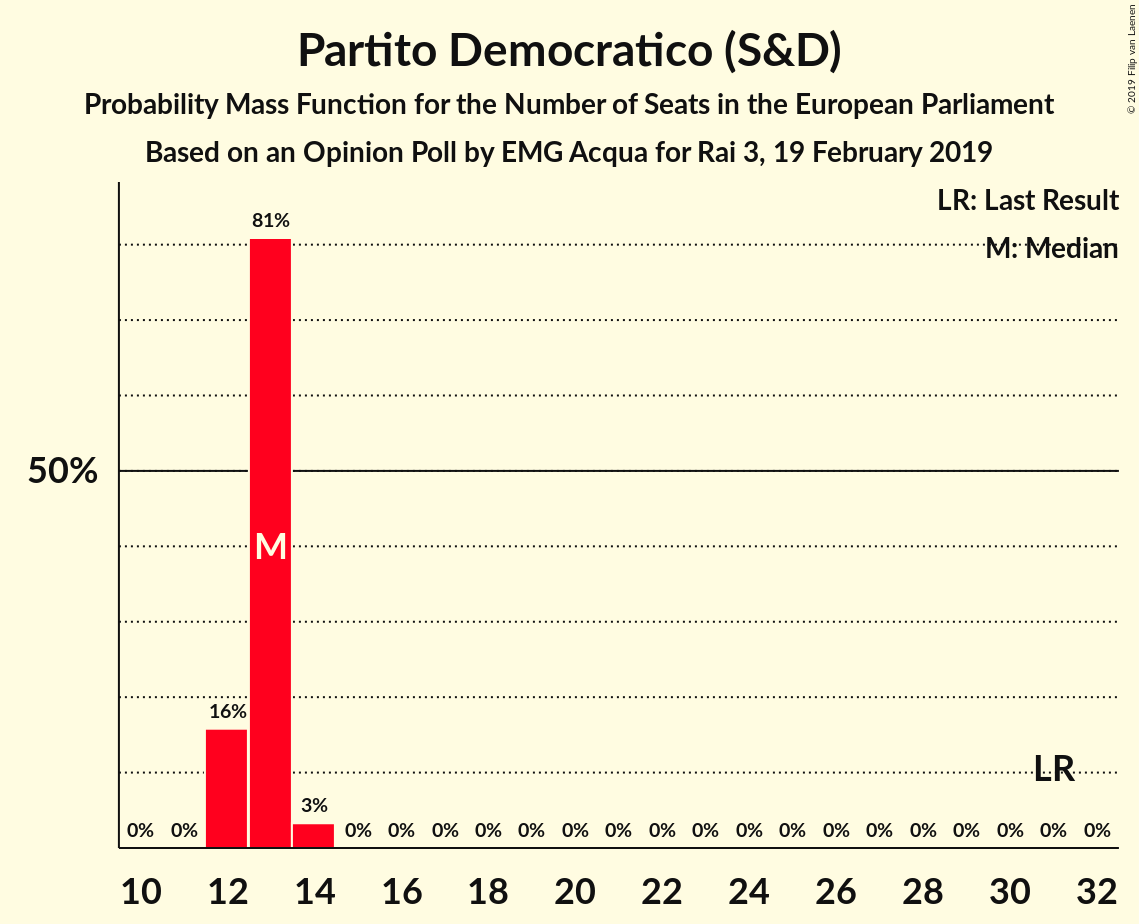 Partito Democratico (S&D)
Probability Mass Function for the Number of Seats in the European Parliament
Based on an Opinion Poll by EMG Acqua for Rai 3, 19 February 2019
© 2019 Filip van Laenen
LR: Last Result
M: Median
81%
50%
M
16%
LR
3%
0% 0% 0% 0% 0% 0% 0% 0% 0% 0% 0% 0% 0% 0% 0% 0% 0% 0% 0% 0%
10 12 14 16 18 20 22 24 26 28 30 32